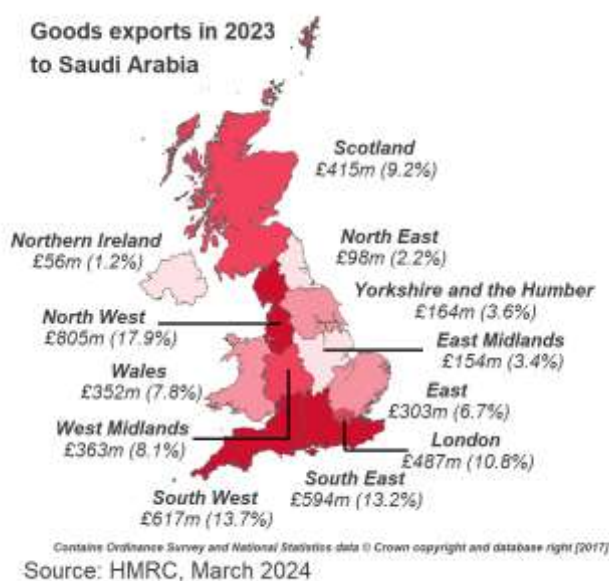 Goods exports in 2023
to Saudi Arabia
Scotland
£415m (9.2%)
Northern Ireland
£56m (1.2%)
North East
£98m (2.2%)
Yorkshire and the Humber
£164m (3.6%)
North West
£805m (17.9%)
East Midlands
£154m (3.4%)
Wales
£352m (7.8%)
East
£303m (6.7%)
West Midlands
£363m (8.1%)
London
£487m (10.8%)
South East
£594m (13.2%)
South West
£617m (13.7%)
Contains Ordinance Survey and National Statistics data © Crown copyright and database right [2017]
Source: HMRC, March 2024